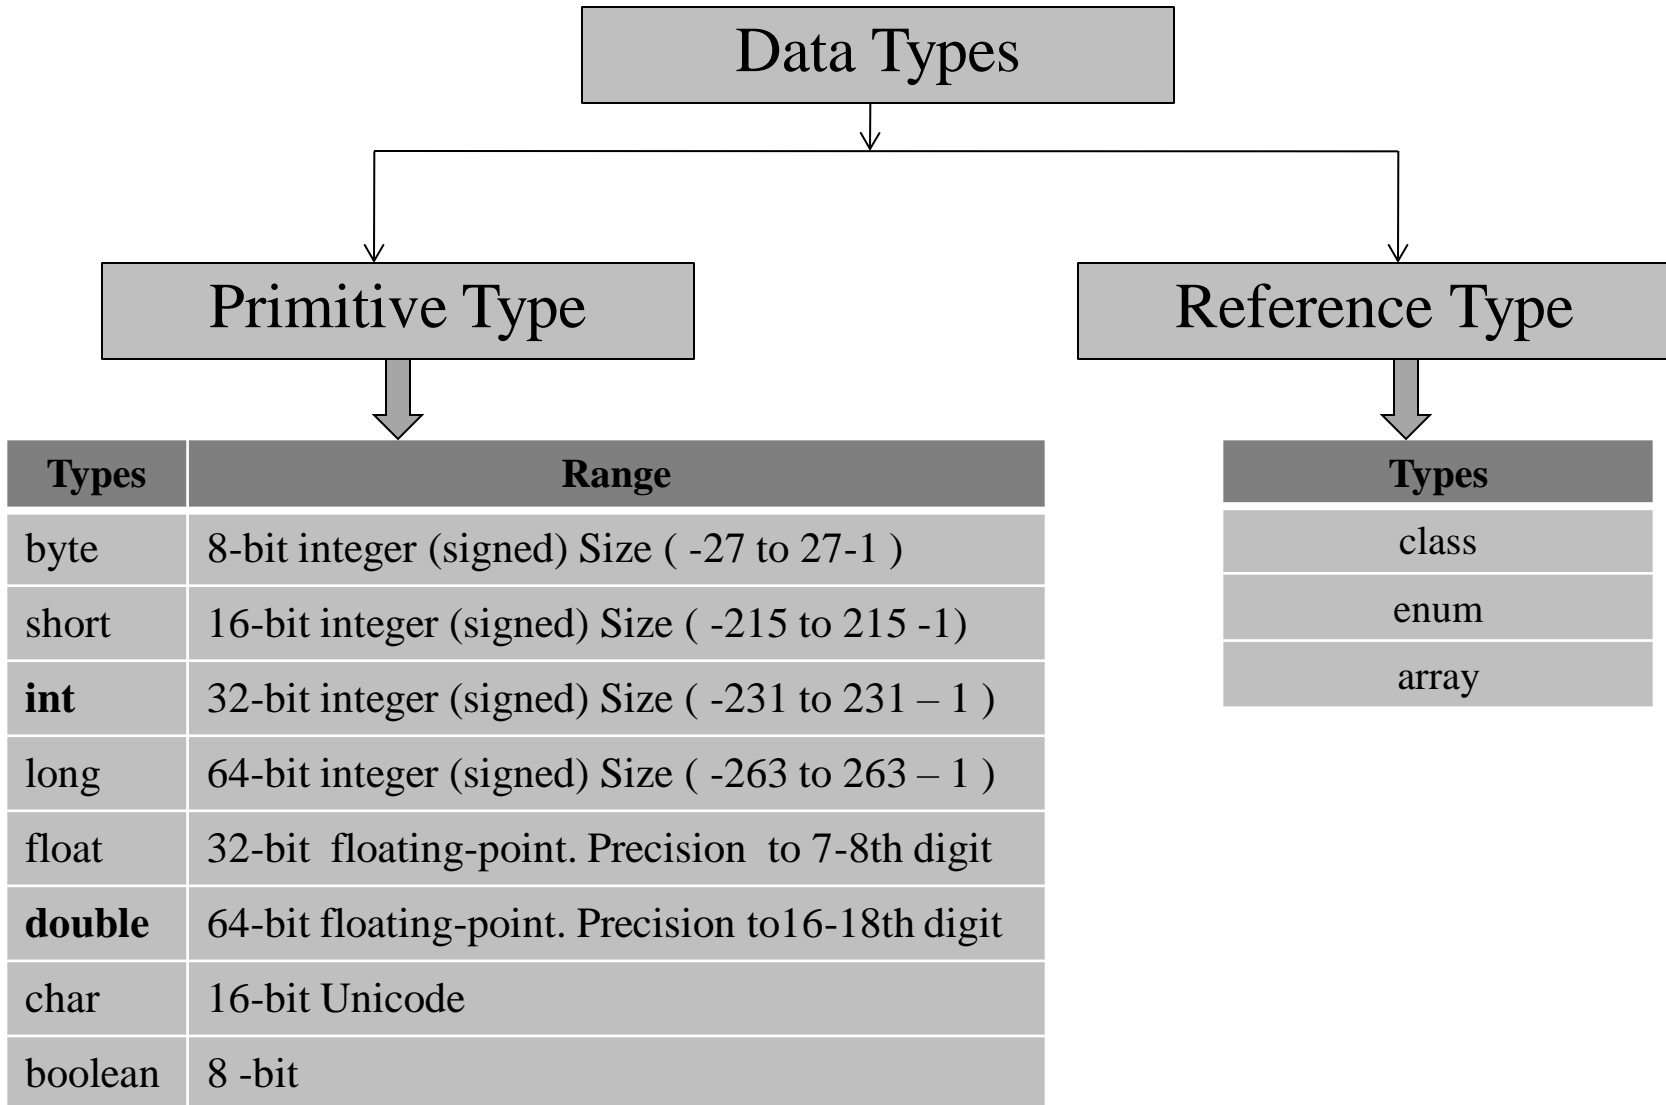 Data Types
Primitive Type
Reference Type
Types Range
byte 8-bit integer (signed) Size ( -27 to 27-1 )
short 16-bit integer (signed) Size ( -215 to 215 -1)
int 32-bit integer (signed) Size ( -231 to 231 – 1 )
long 64-bit integer (signed) Size ( -263 to 263 – 1 )
float 32-bit floating-point. Precision to 7-8th digit
double 64-bit floating-point. Precision to16-18th digit
char 16-bit Unicode
boolean 8 -bit
Types
class
enum
array